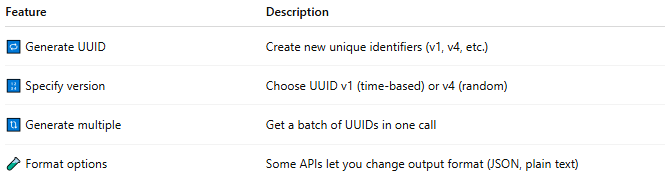 Feature Description
Generate UUID Create new unique identifiers (v1, v4, etc.)
Specify version Choose UUID v1 (time-based) or v4 (random)
Generate multiple Get a batch of UUIDs in one call
Format options Some APIs let you change output format (JSON, plain text)